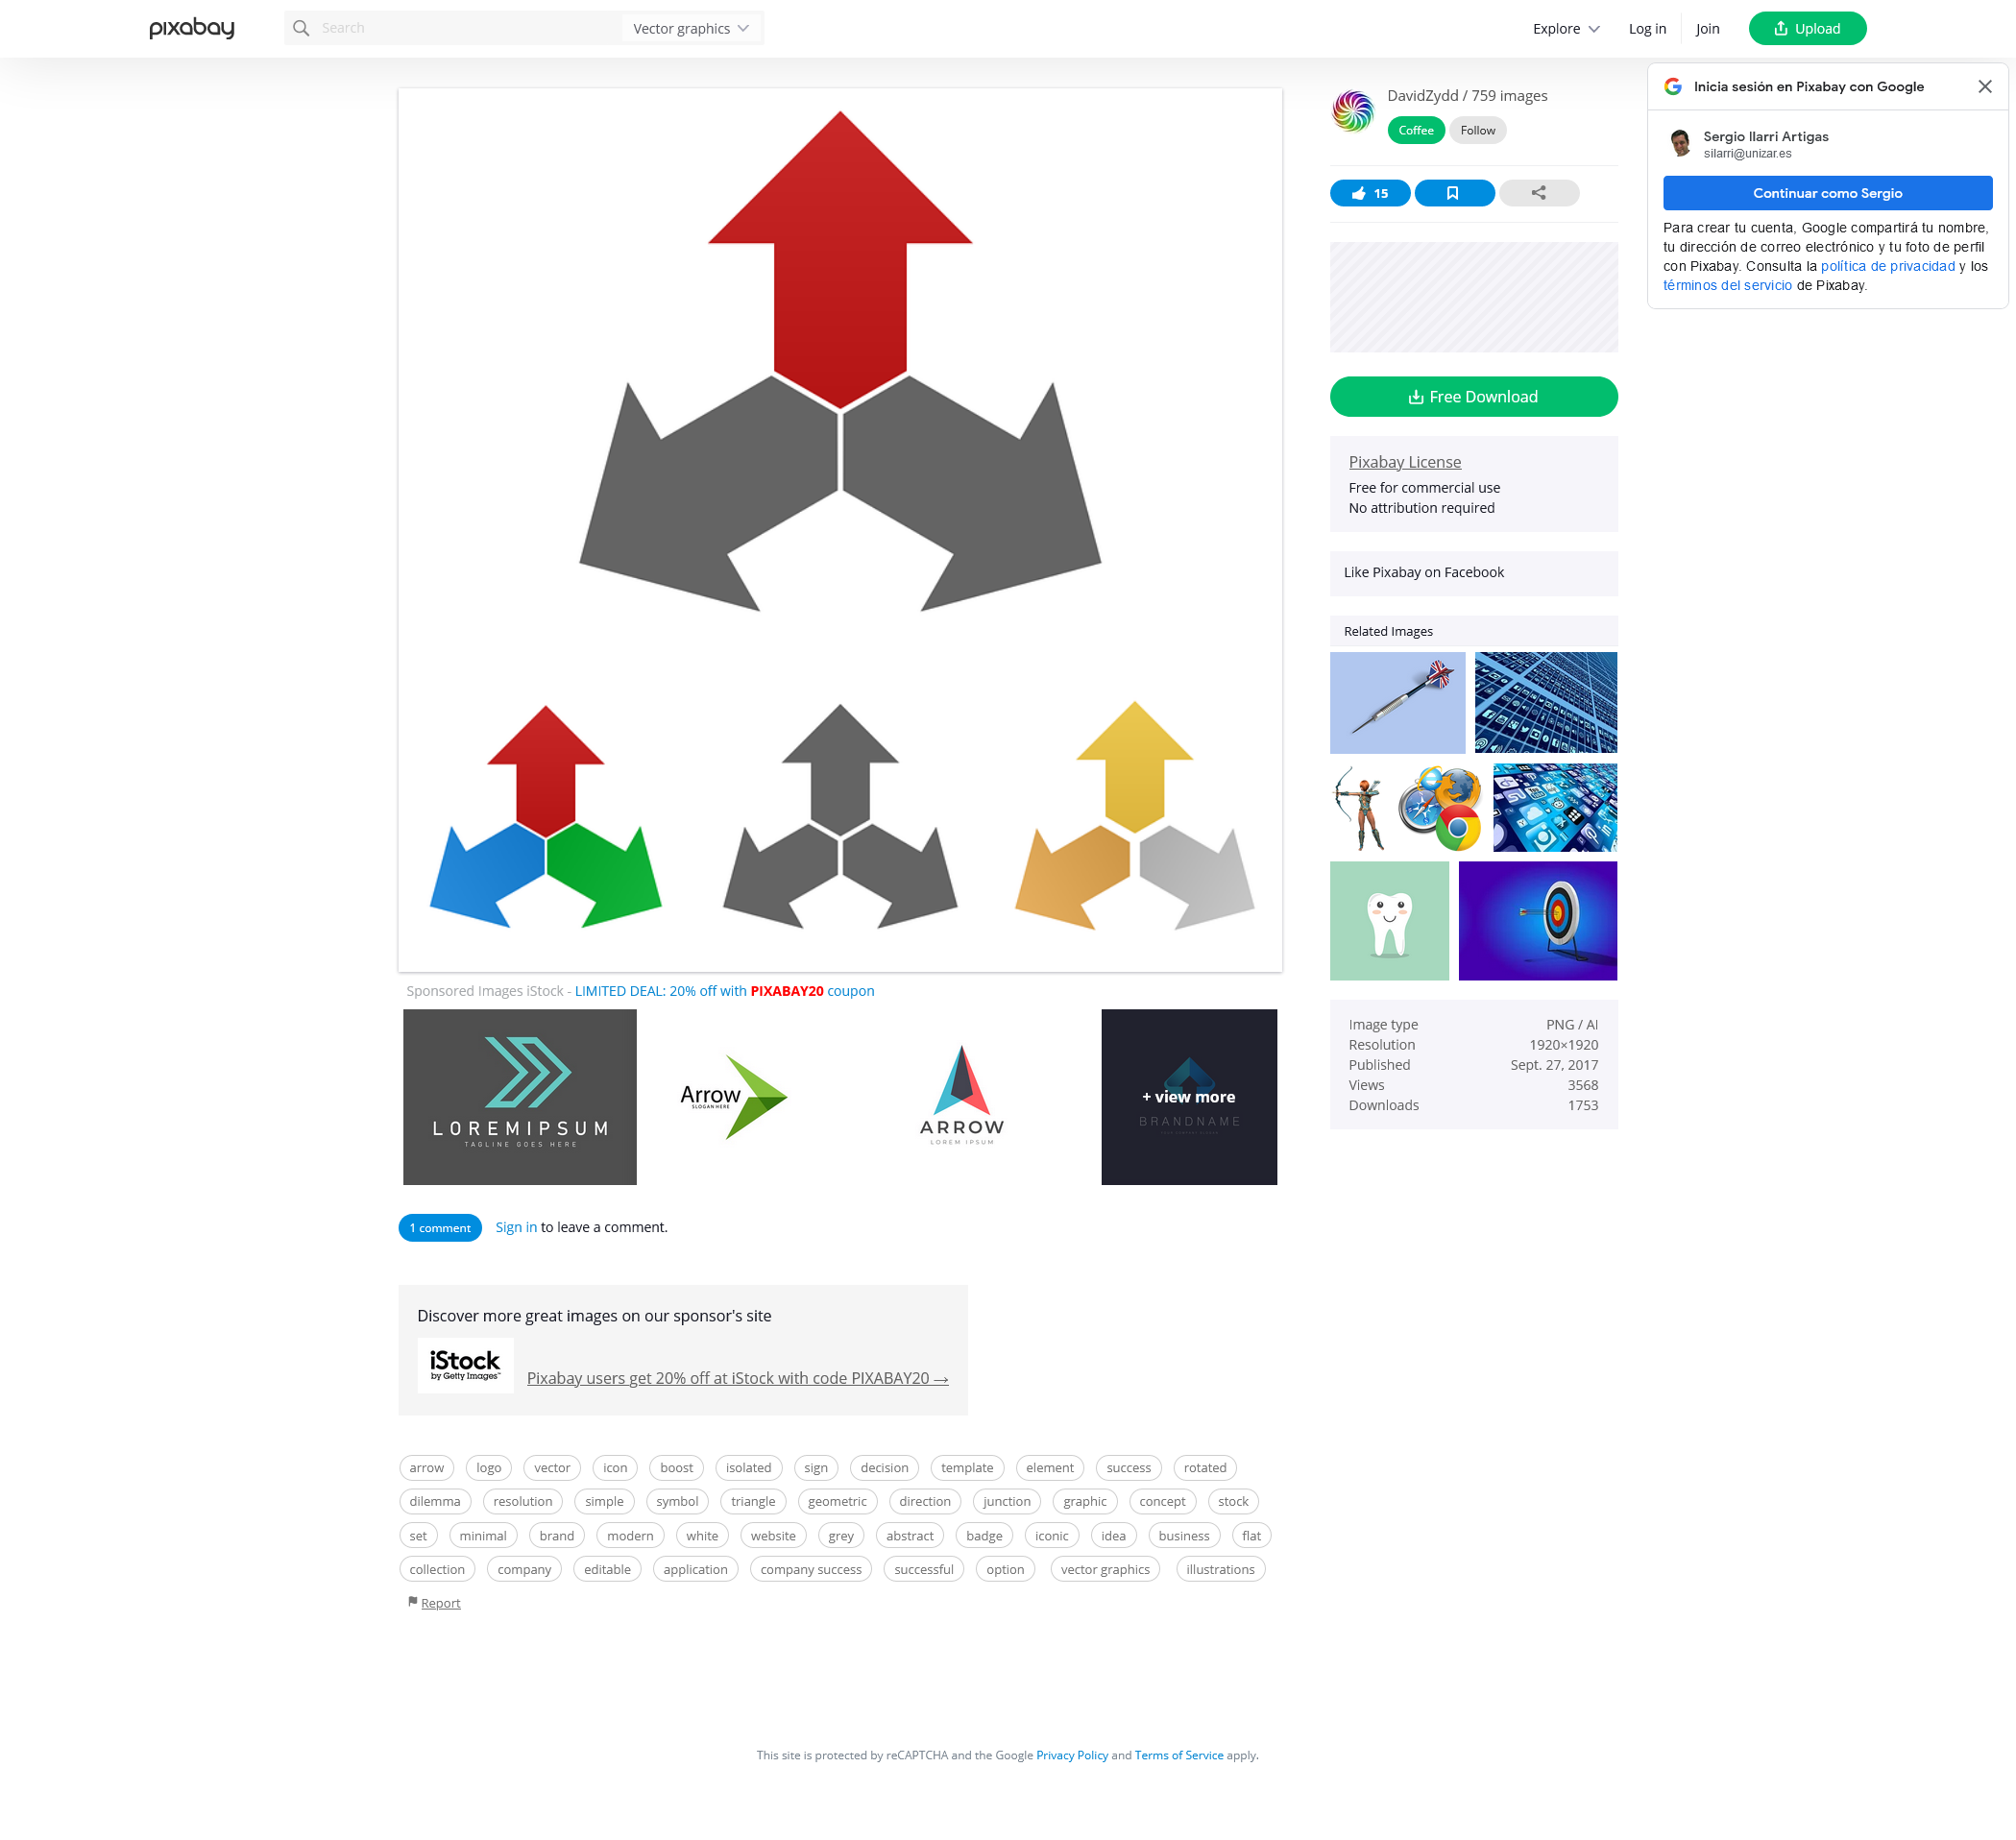 pixabay
Search
Vector graphics
Explore
Log in
Join
Upload
Inicia sesión en Pixabay con Google
Sergio Ilarri Artigas
silarri@unizar.es
Continuar como Sergio
Para crear tu cuenta, Google compartirá tu nombre,
tu dirección de correo electrónico y tu foto de perfil
con Pixabay. Consulta la política de privacidad y los
términos del servicio de Pixabay.
DavidZydd / 759 images
Coffee
Follow
15
Free Download
Pixabay License
Free for commercial use
No attribution required
Like Pixabay on Facebook
Related Images
Image type PNG / AI
Resolution 1920×1920
Published Sept. 27, 2017
Views 3568
Downloads 1753
Sponsored Images iStock - LIMITED DEAL: 20% off with PIXABAY20 coupon
LOREMIPSUM
TAGLINE GOES HERE
Arrow
SLOGAN HERE
ARROW
LOREM IPSUM
+ view more
BRANDNAME
1 comment
Sign in to leave a comment.
Discover more great images on our sponsor's site
iStock
by Getty Images™
Pixabay users get 20% off at iStock with code PIXABAY20 →
arrow logo vector icon boost isolated sign decision template element success rotated
dilemma resolution simple symbol triangle geometric direction junction graphic concept stock
set minimal brand modern white website grey abstract badge iconic idea business flat
collection company editable application company success successful option vector graphics illustrations
Report
This site is protected by reCAPTCHA and the Google Privacy Policy and Terms of Service apply.